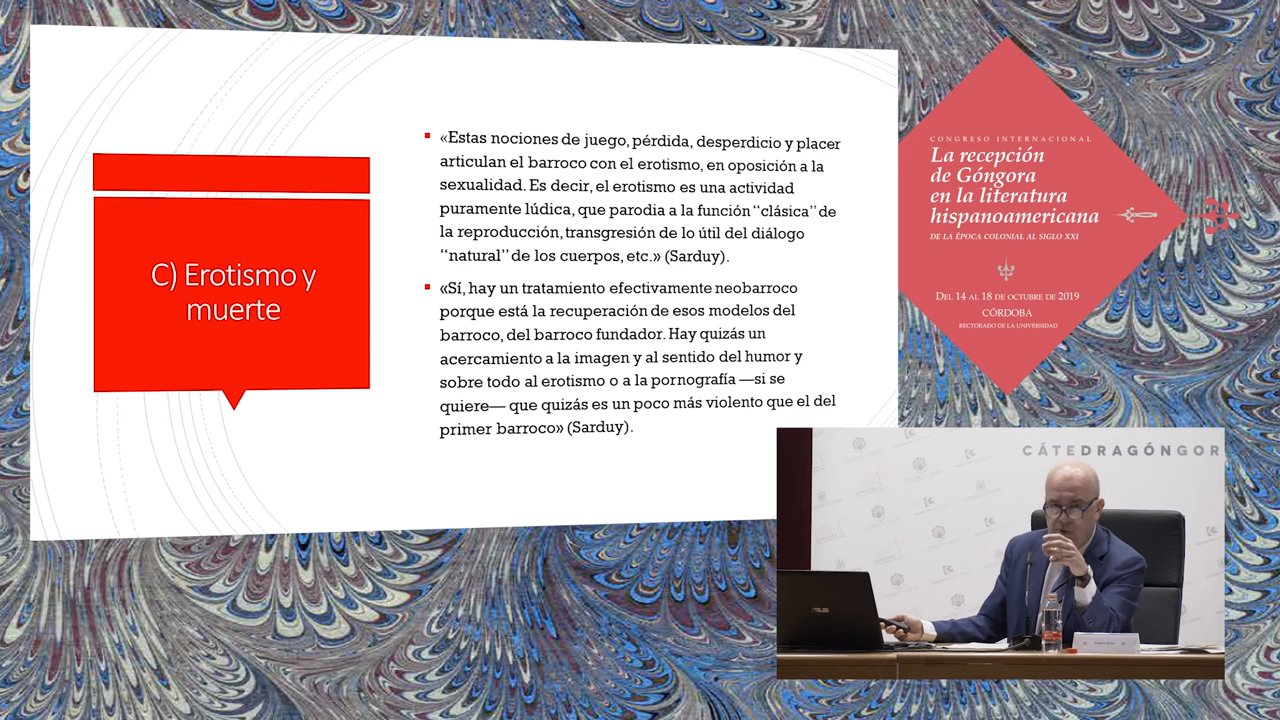 C) Erotismo y
muerte
▪ «Estas nociones de juego, pérdida, desperdicio y placer
articulan el barroco con el erotismo, en oposición a la
sexualidad. Es decir, el erotismo es una actividad
puramente lúdica, que parodia a la función “clásica” de
la reproducción, transgresión de lo útil del diálogo
“natural” de los cuerpos, etc.» (Sarduy).
▪ «Sí, hay un tratamiento efectivamente neobarroco
porque está la recuperación de esos modelos del
barroco, del barroco fundador. Hay quizás un
acercamiento a la imagen y al sentido del humor y
sobre todo al erotismo o a la pornografía —si se
quiere— que quizás es un poco más violento que el del
primer barroco» (Sarduy).
CONGRESO INTERNACIONAL
La recepción
de Góngora
en la literatura
hispanoamericana
DE LA ÉPOCA COLONIAL AL SIGLO XXI
DEL 14 AL 18 DE OCTUBRE DE 2019
CÓRDOBA
RECTORADO DE LA UNIVERSIDAD
CÁTEDRAGÓNGOR
ASUS